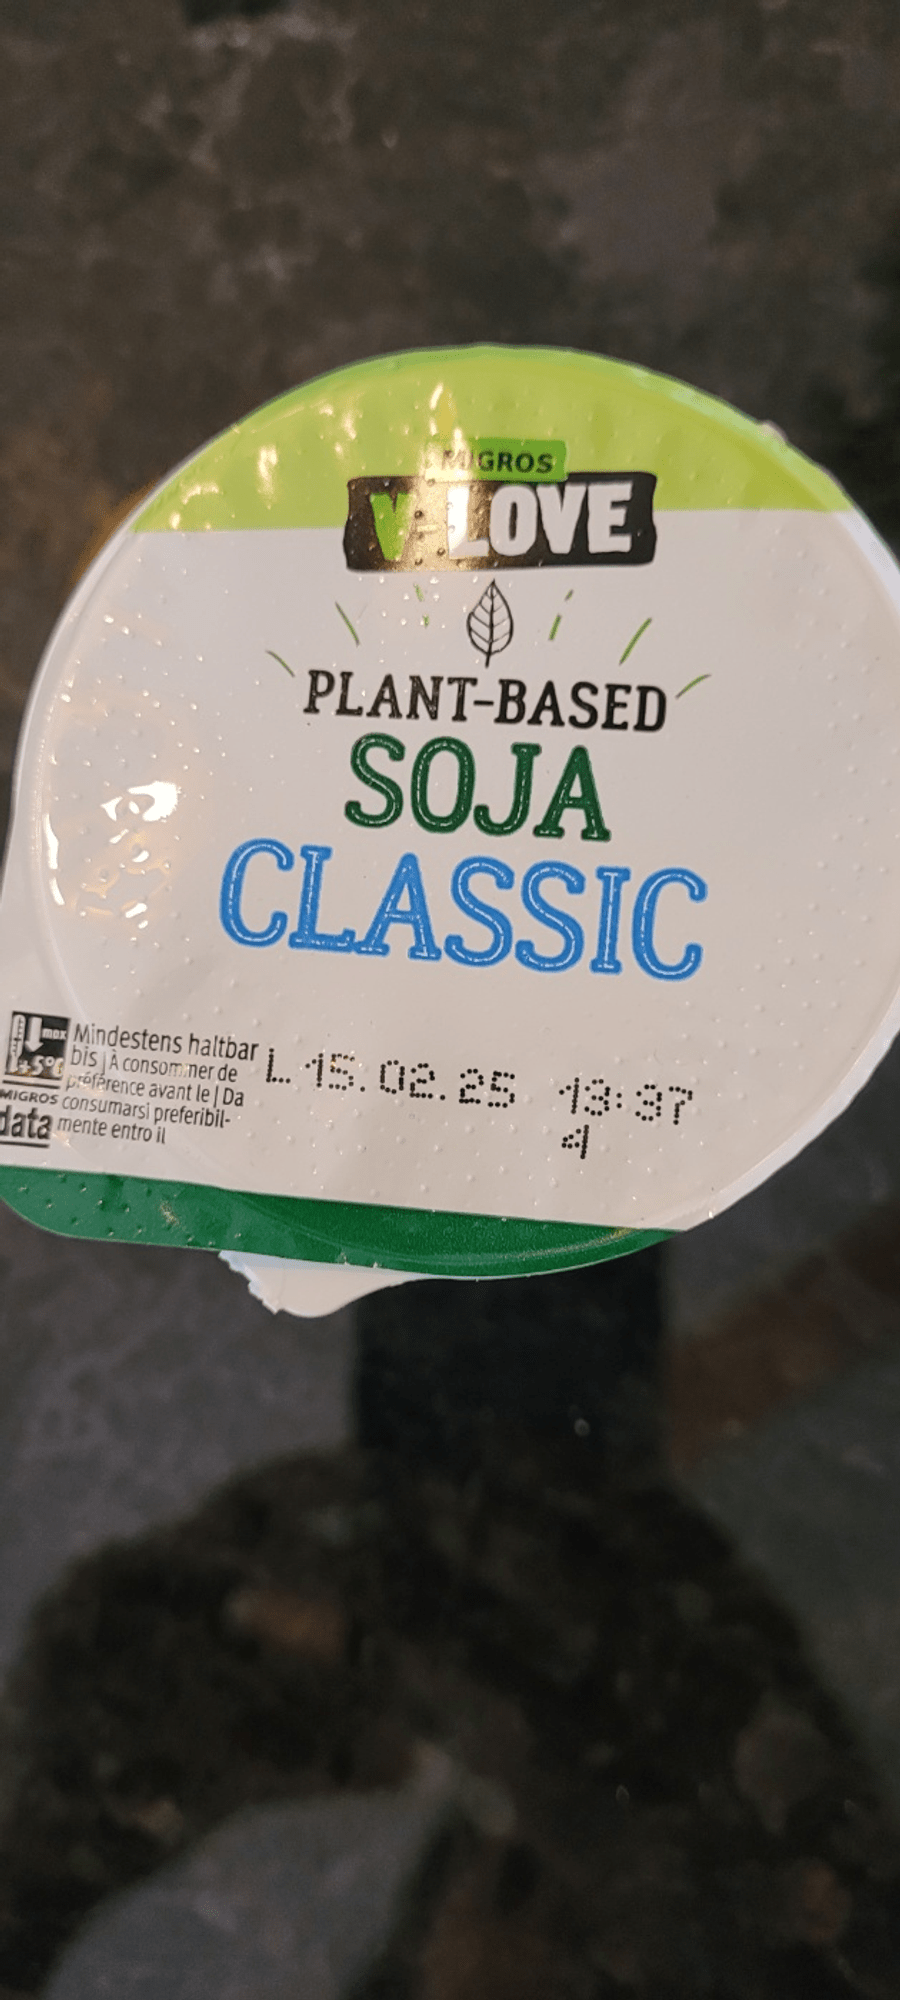 MIGROS
V-LOVE
PLANT-BASED
SOJA
CLASSIC
max
+5°C
MIGROS
data
Mindestens haltbar
bis | À consommer de
préférence avant le | Da
consumarsi preferibil-
mente entro il
L 15.02.25 13:37
4